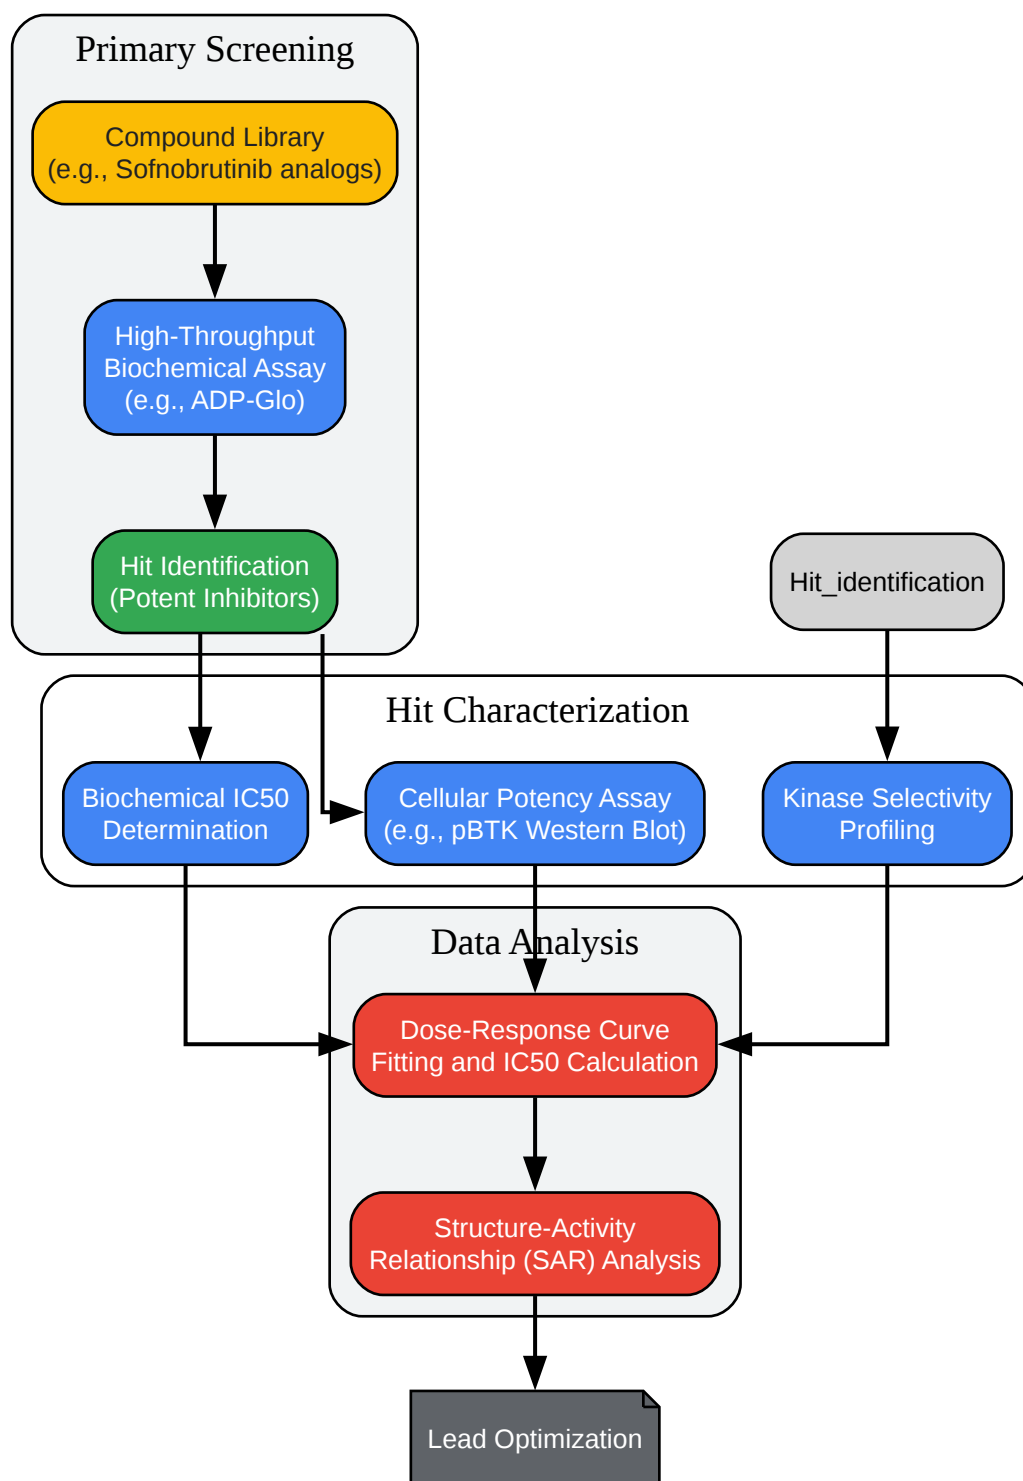 Primary Screening
Compound Library
(e.g., Sofnobrutinib analogs)
High-Throughput
Biochemical Assay
(e.g., ADP-Glo)
Hit Identification
(Potent Inhibitors)
Hit_identification
Hit Characterization
Biochemical IC50
Determination
Cellular Potency Assay
(e.g., pBTK Western Blot)
Kinase Selectivity
Profiling
Data Analysis
Dose-Response Curve
Fitting and IC50 Calculation
Structure-Activity
Relationship (SAR) Analysis
Lead Optimization